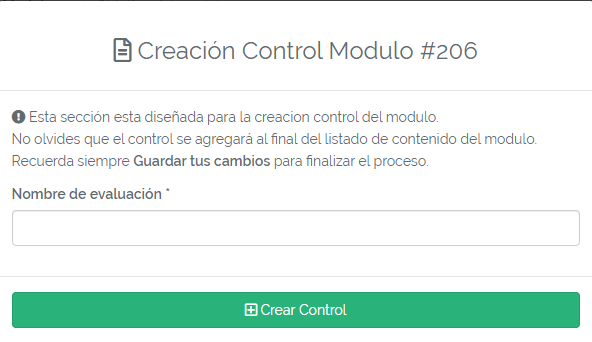 Creación Control Modulo #206
Esta sección esta diseñada para la creacion control del modulo.
No olvides que el control se agregará al final del listado de contenido del modulo.
Recuerda siempre Guardar tus cambios para finalizar el proceso.
Nombre de evaluación *
Crear Control